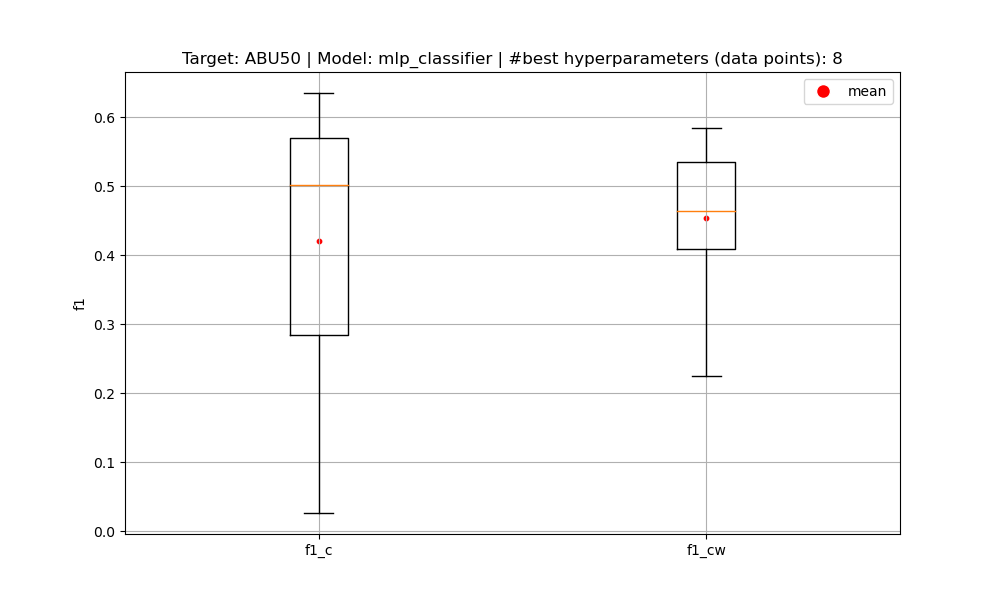 Target: ABU50 | Model: mlp_classifier | #best hyperparameters (data points): 8
mean
0.6
0.5
0.4
0.3
0.2
0.1
0.0
f1
f1_c
f1_cw